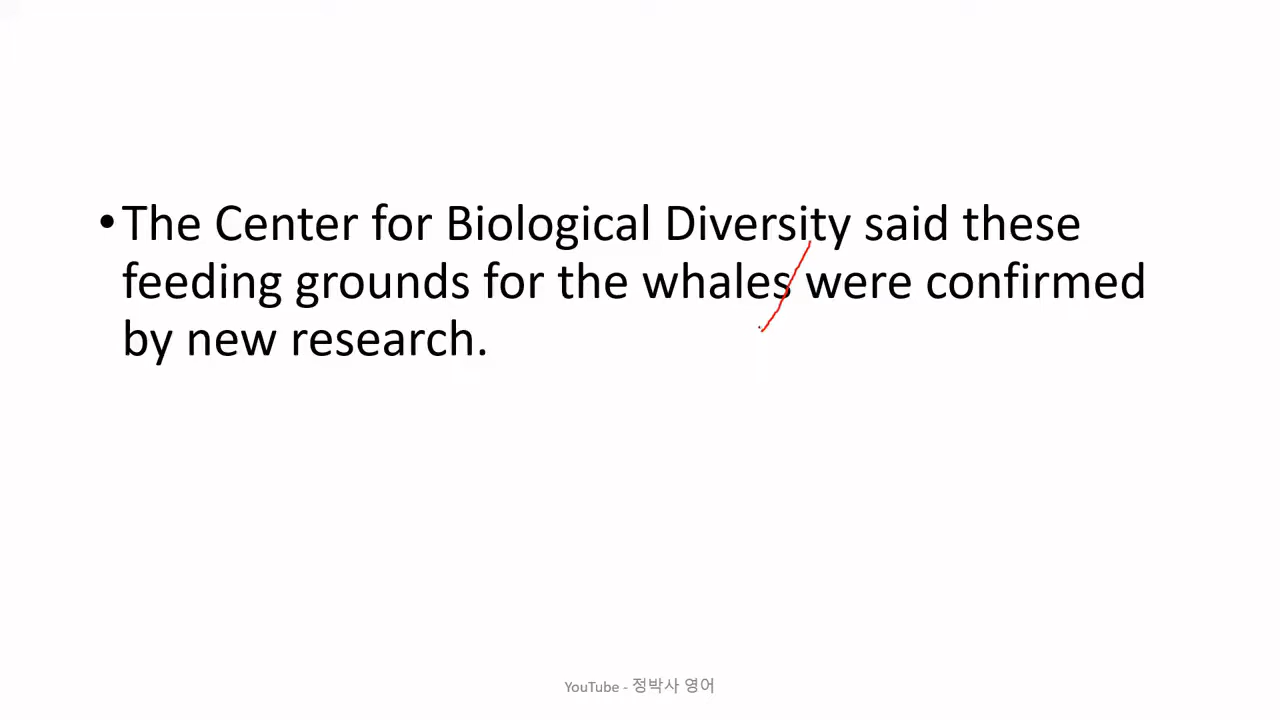 •The Center for Biological Diversity said these
feeding grounds for the whales were confirmed
by new research.
YouTube - 정박사 영어